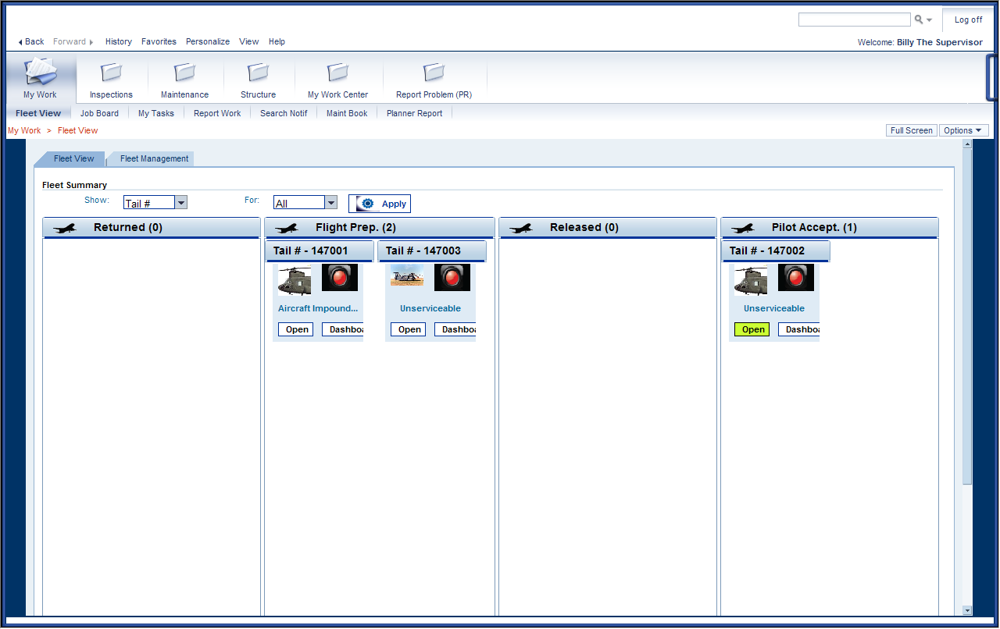 Log off
Back Forward History Favorites Personalize View Help
Welcome: Billy The Supervisor
My Work Inspections Maintenance Structure My Work Center Report Problem (PR)
Fleet View Job Board My Tasks Report Work Search Notif Maint Book Planner Report
My Work > Fleet View Full Screen Options
Fleet View Fleet Management
Fleet Summary
Show: Tail # For: All Apply
Returned (0) Flight Prep. (2) Released (0) Pilot Accept. (1)
Tail # - 147001 Tail # - 147003 Tail # - 147002
Aircraft Impound... Unserviceable Unserviceable
Open Dashboa Open Dashboa Open Dashboa